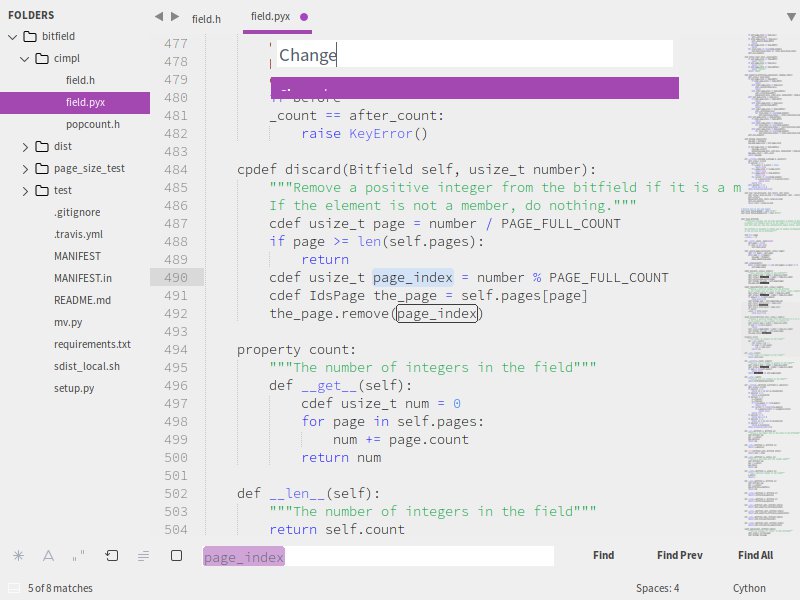 FOLDERS
bitfield
cimpl
field.h
field.pyx
popcount.h
dist
page_size_test
test
.gitignore
.travis.yml
MANIFEST
MANIFEST.in
README.md
mv.py
requirements.txt
sdist_local.sh
setup.py
field.h
field.pyx
Change
477
478
479
480
481 _count == after_count:
482 raise KeyError()
483
484 cpdef discard(Bitfield self, usize_t number):
485 """Remove a positive integer from the bitfield if it is a m
486 If the element is not a member, do nothing."""
487 cdef usize_t page = number / PAGE_FULL_COUNT
488 if page >= len(self.pages):
489 return
490 cdef usize_t page_index = number % PAGE_FULL_COUNT
491 cdef IdsPage the_page = self.pages[page]
492 the_page.remove(page_index)
493
494 property count:
495 """The number of integers in the field"""
496 def __get__(self):
497 cdef usize_t num = 0
498 for page in self.pages:
499 num += page.count
500 return num
501
502 def __len__(self):
503 """The number of integers in the field"""
504 return self.count
page_index
Find
Find Prev
Find All
5 of 8 matches
Spaces: 4
Cython